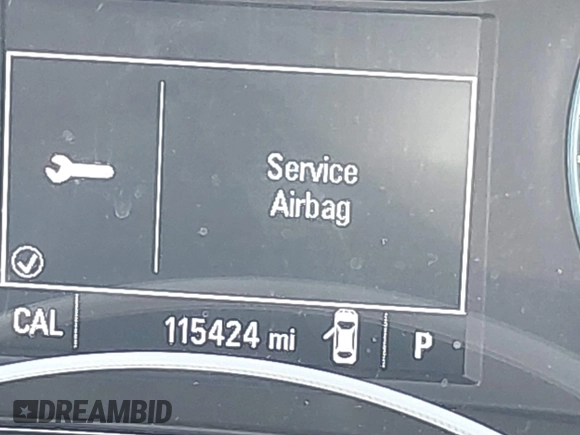 Service
Airbag
CAL 115424 mi P
DREAMBID